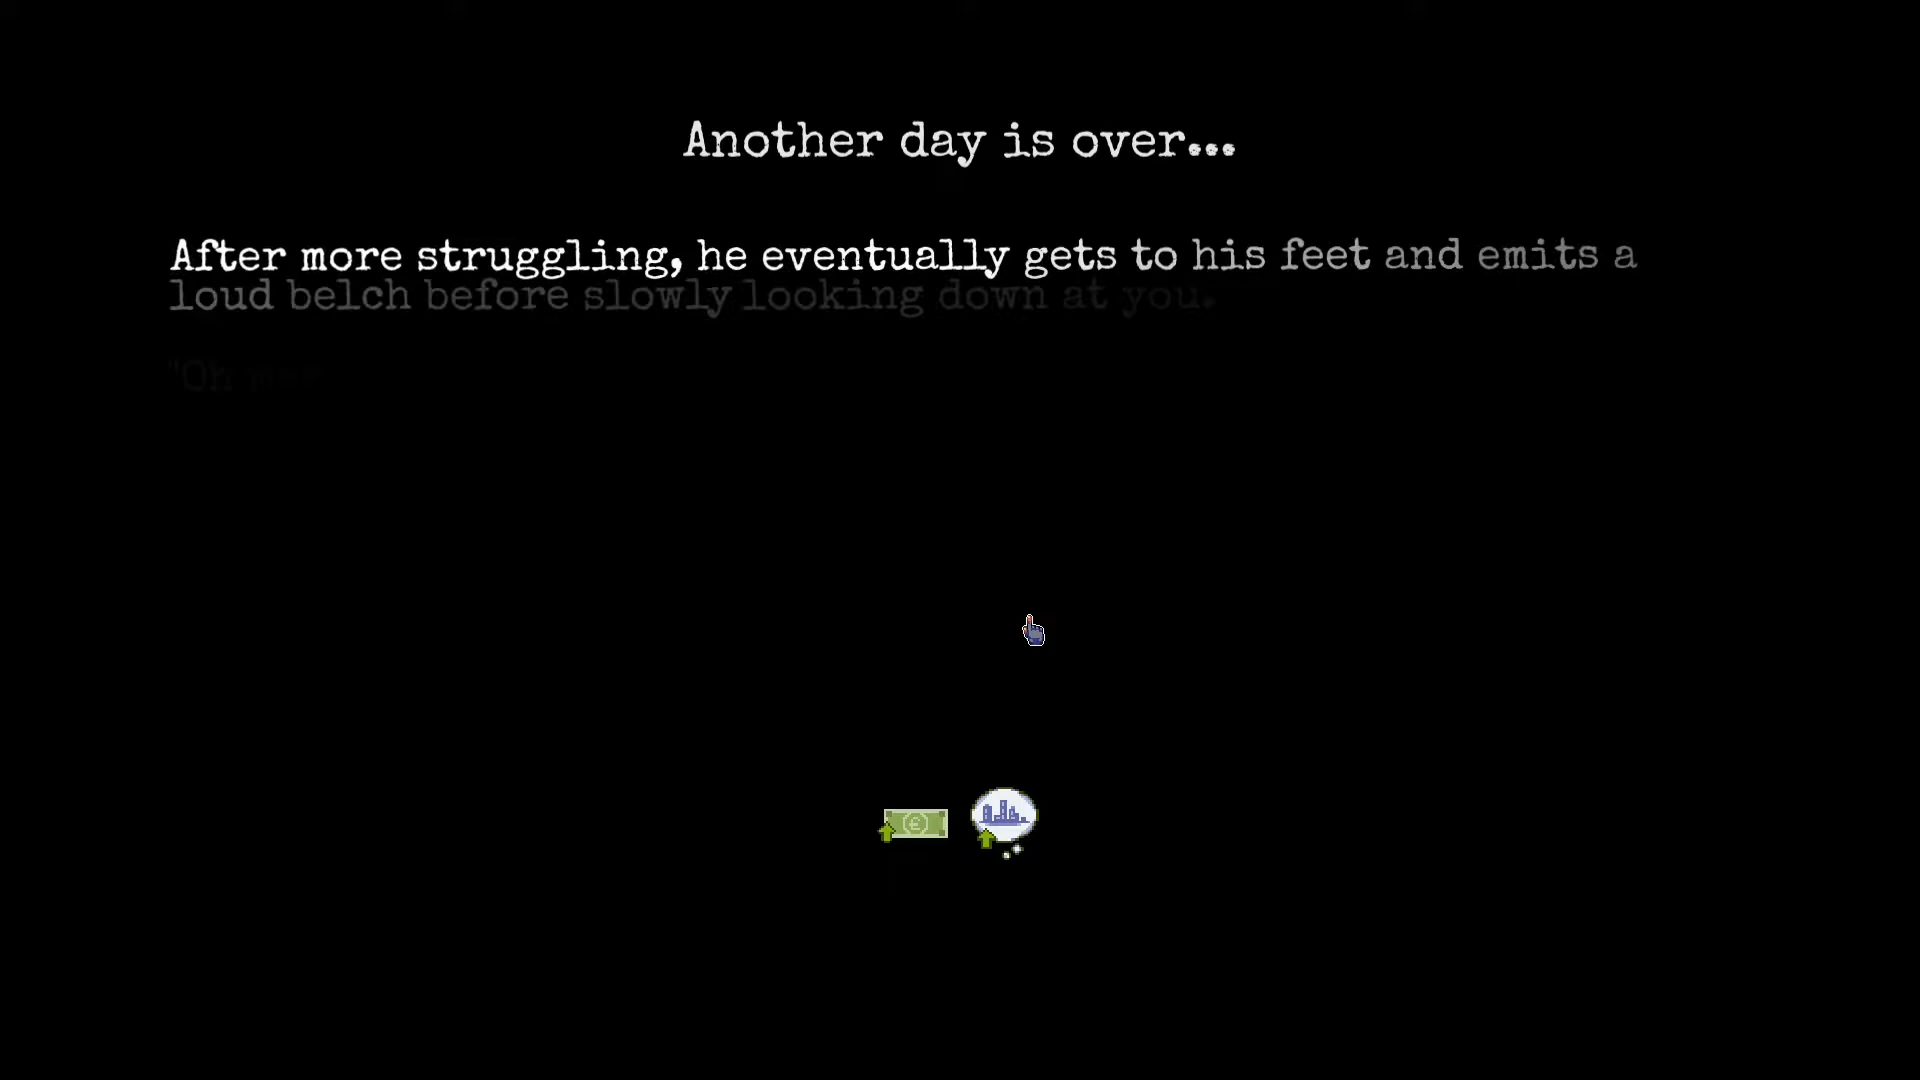 Another day is over...
After more struggling, he eventually gets to his feet and emits a
loud belch before slowly looking down at you.
"Oh